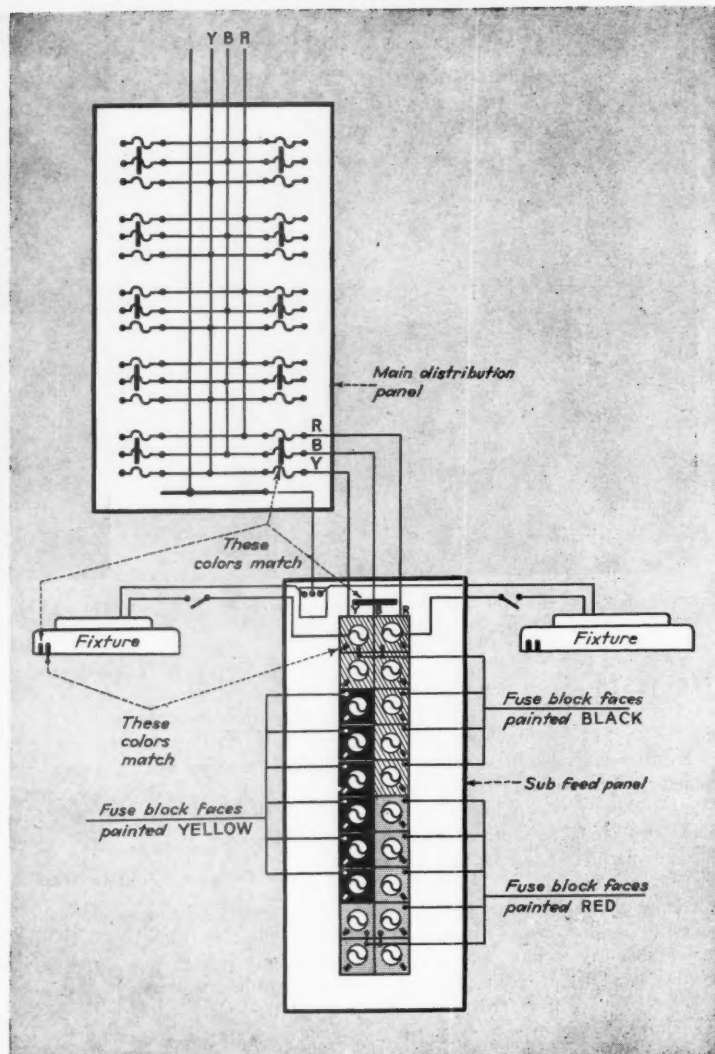 Y B R
Main distribution
panel
R
B
Y
These
colors match
Y B R
Fixture
Fixture
These
colors
match
Fuse block faces
painted BLACK
Sub Feed panel
Fuse block faces
painted YELLOW
Fuse block faces
painted RED